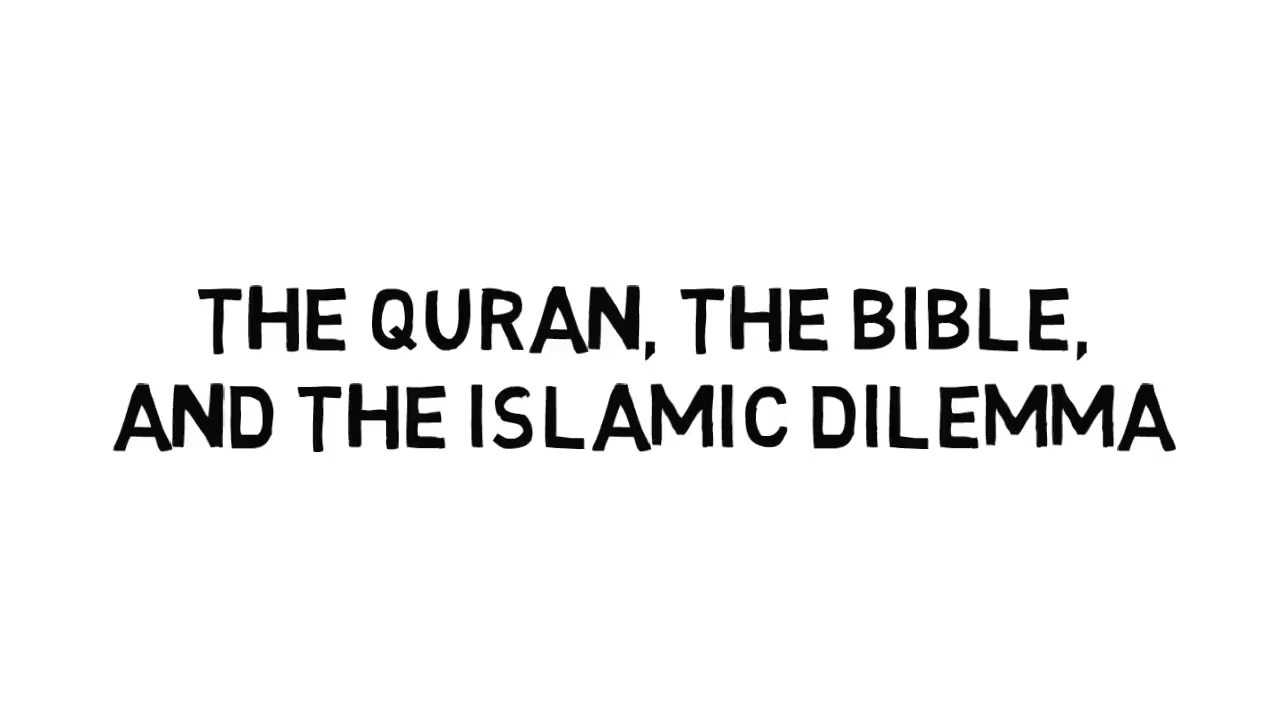 THE QURAN, THE BIBLE,
AND THE ISLAMIC DILEMMA